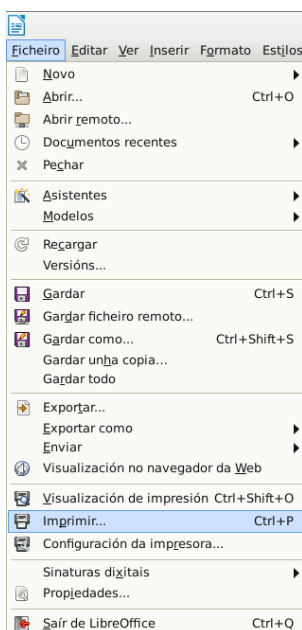 Ficheiro Editar Ver Inserir Formato Estilos
Novo
Abrir... Ctrl+O
Abrir remoto...
Documentos recentes
Pechar
Asistentes
Modelos
Recargar
Versións...
Gardar Ctrl+S
Gardar ficheiro remoto...
Gardar como... Ctrl+Shift+S
Gardar unha copia...
Gardar todo
Exportar...
Exportar como
Enviar
Visualización no navegador da Web
Visualización de impresión Ctrl+Shift+O
Imprimir... Ctrl+P
Configuración da impresora...
Sinaturas dixitais
Propiedades...
Saír de LibreOffice Ctrl+Q